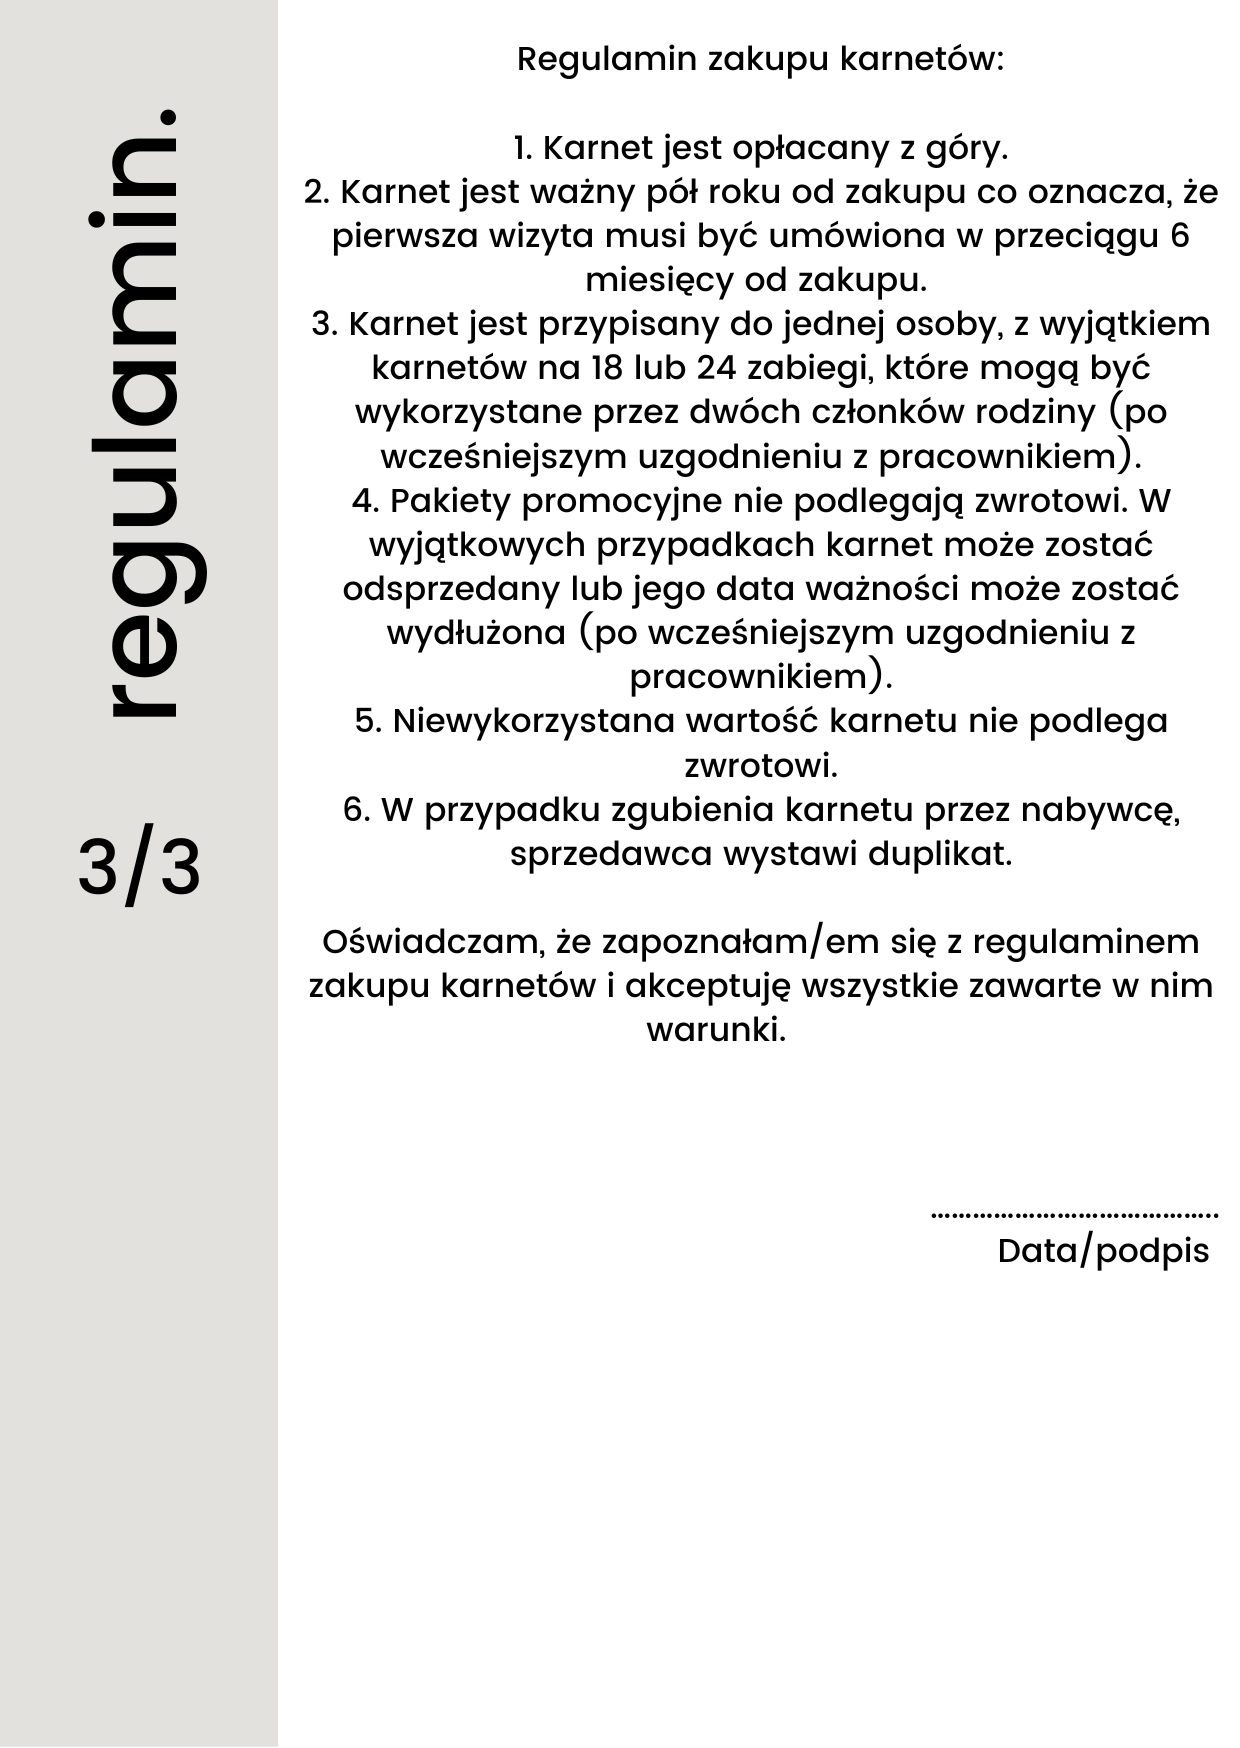 regulamin.
3/3
Regulamin zakupu karnetów:
1. Karnet jest opłacany z góry.
2. Karnet jest ważny pół roku od zakupu co oznacza, że
pierwsza wizyta musi być umówiona w przeciągu 6
miesięcy od zakupu.
3. Karnet jest przypisany do jednej osoby, z wyjątkiem
karnetów na 18 lub 24 zabiegi, które mogą być
wykorzystane przez dwóch członków rodziny (po
wcześniejszym uzgodnieniu z pracownikiem).
4. Pakiety promocyjne nie podlegają zwrotowi. W
wyjątkowych przypadkach karnet może zostać
odsprzedany lub jego data ważności może zostać
wydłużona (po wcześniejszym uzgodnieniu z
pracownikiem).
5. Niewykorzystana wartość karnetu nie podlega
zwrotowi.
6. W przypadku zgubienia karnetu przez nabywcę,
sprzedawca wystawi duplikat.
Oświadczam, że zapoznałam/em się z regulaminem
zakupu karnetów i akceptuję wszystkie zawarte w nim
warunki.
…………………………………..
Data/podpis